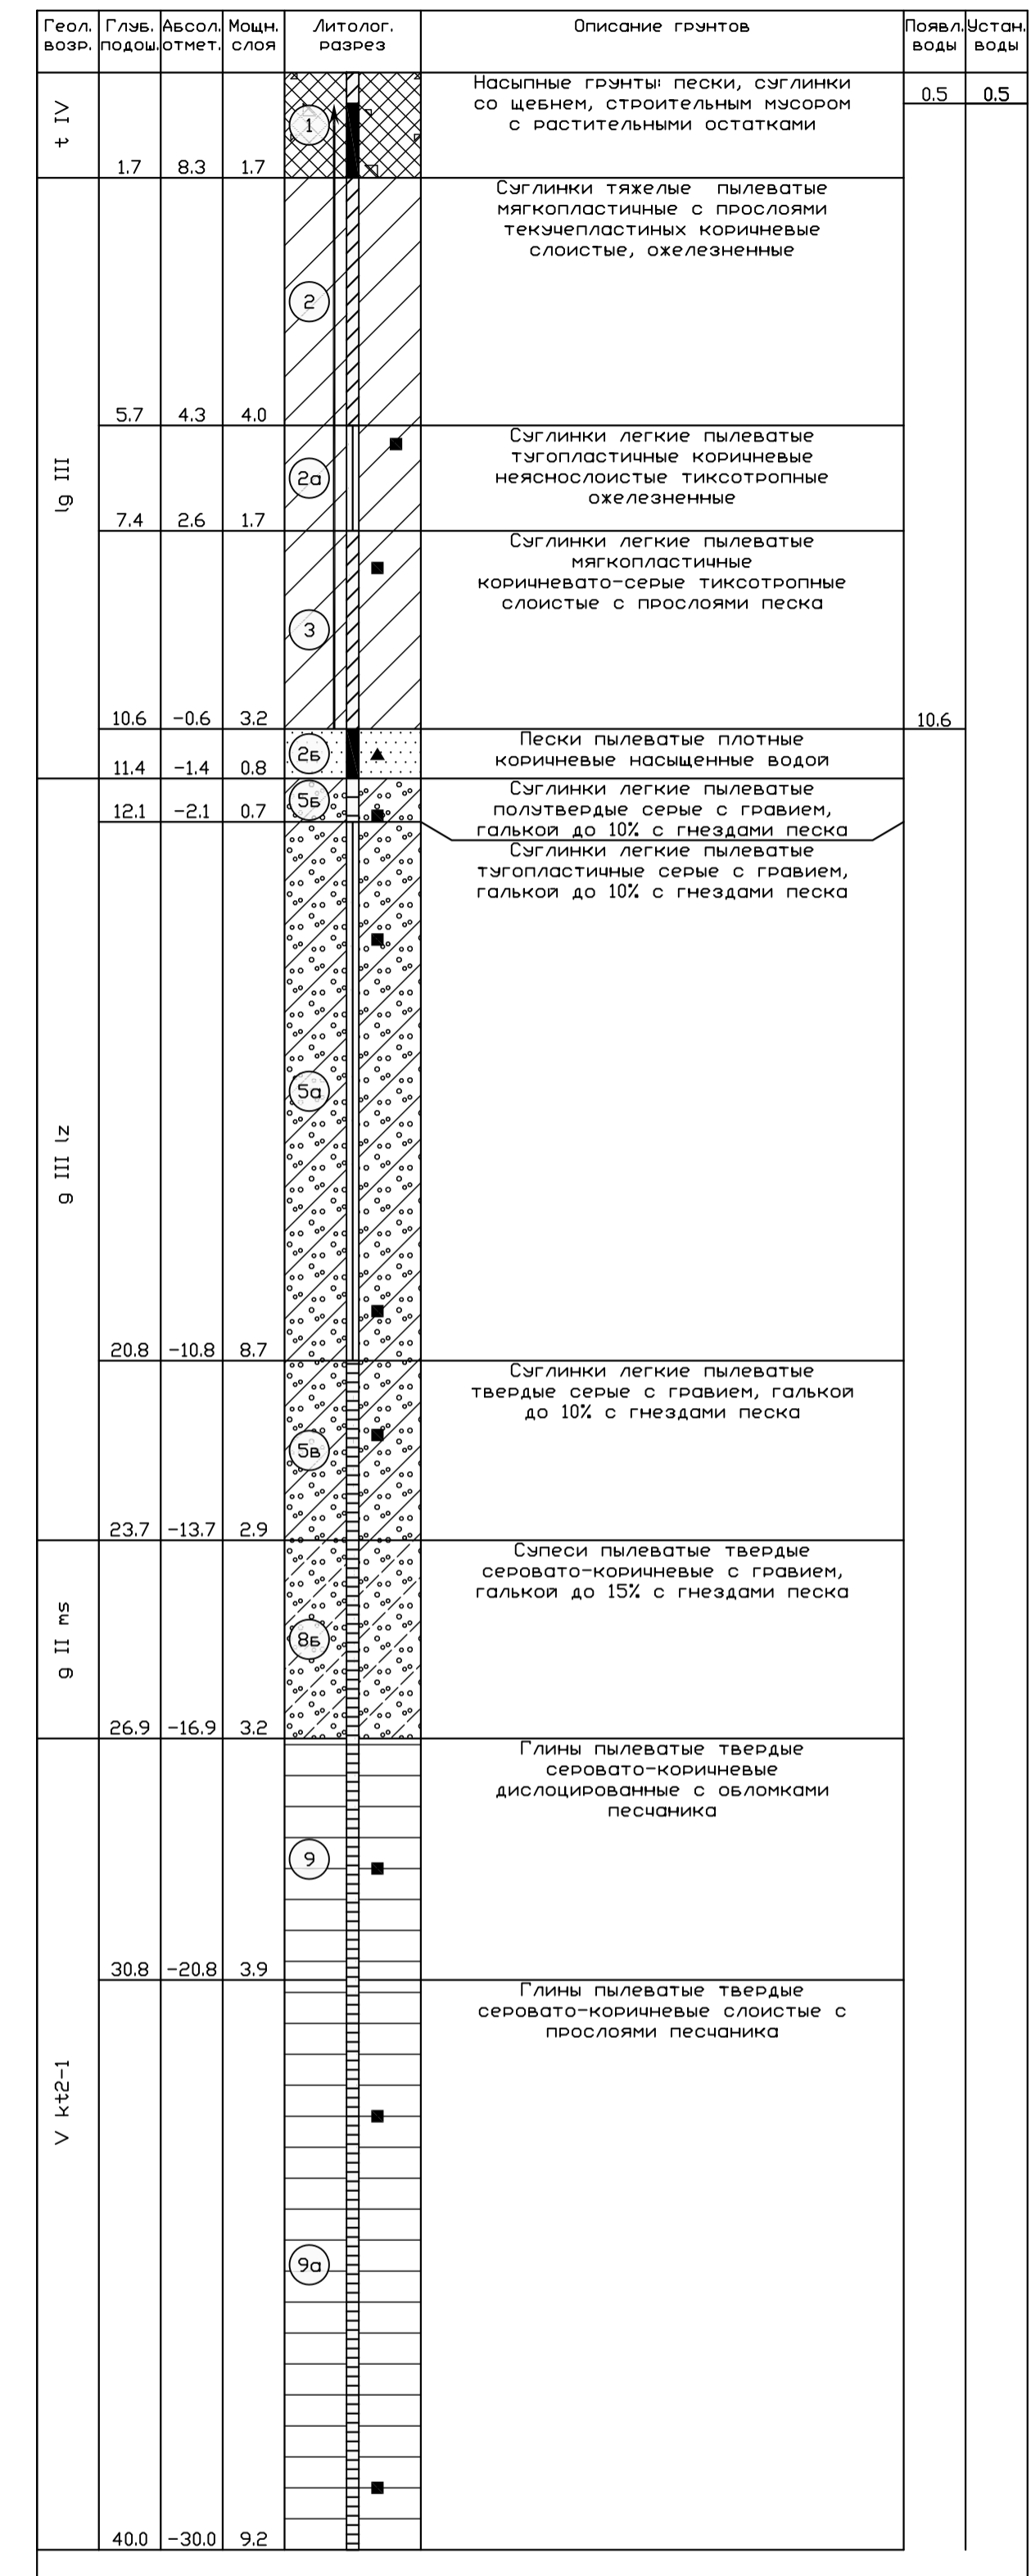 Геол. Глуб. Абсол. Мощн. Литолог. Описание грунтов Появл. Устан.
возр. подош. отмет. слоя разрез воды воды
t IV
Насыпные грунты: пески, суглинки
со щебнем, строительным мусором
с растительными остатками
0.5 0.5
1
1.7 8.3 1.7
lg III
Суглинки тяжелые пылеватые
мягкопластичные с прослоями
текучепластиных коричневые
слоистые, ожелезненные
2
5.7 4.3 4.0
Суглинки легкие пылеватые
тугопластичные коричневые
неяснослоистые тиксотропные
ожелезненные
2а
7.4 2.6 1.7
Суглинки легкие пылеватые
мягкопластичные
коричневато-серые тиксотропные
слоистые с прослоями песка
3
10.6 -0.6 3.2
10.6
Пески пылеватые плотные
коричневые насыщенные водой
2Б
11.4 -1.4 0.8
g III lz
Суглинки легкие пылеватые
полутвердые серые с гравием,
галькой до 10% с гнездами песка
5Б
12.1 -2.1 0.7
Суглинки легкие пылеватые
тугопластичные серые с гравием,
галькой до 10% с гнездами песка
5а
20.8 -10.8 8.7
Суглинки легкие пылеватые
твердые серые с гравием, галькой
до 10% с гнездами песка
5в
23.7 -13.7 2.9
g II ms
Супеси пылеватые твердые
серовато-коричневые с гравием,
галькой до 15% с гнездами песка
8Б
26.9 -16.9 3.2
V kt2-1
Глины пылеватые твердые
серовато-коричневые
дислоцированные с обломками
песчаника
9
30.8 -20.8 3.9
Глины пылеватые твердые
серовато-коричневые слоистые с
прослоями песчаника
9а
40.0 -30.0 9.2